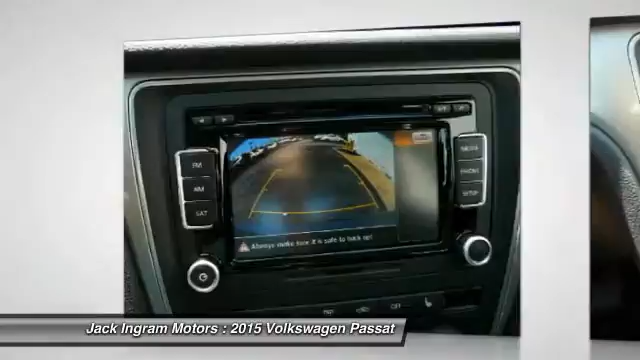 FM
MEDIA
AM
PHONE
SAT
SETUP
Always make sure it is safe to back up!
Jack Ingram Motors : 2015 Volkswagen Passat